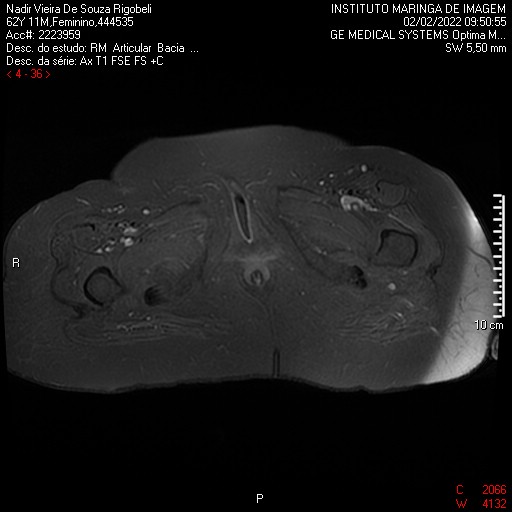 Nadir Vieira De Souza Rigobeli
62Y 11M,Feminino,444535
Acc#: 2223959
Desc. do estudo: RM Articular Bacia ...
Desc. da série: Ax T1 FSE FS +C
< 4 - 36 >
INSTITUTO MARINGA DE IMAGEM
02/02/2022 09:50:55
GE MEDICAL SYSTEMS Optima M...
SW 5,50 mm
R
10 cm
P
C 2066
W 4132